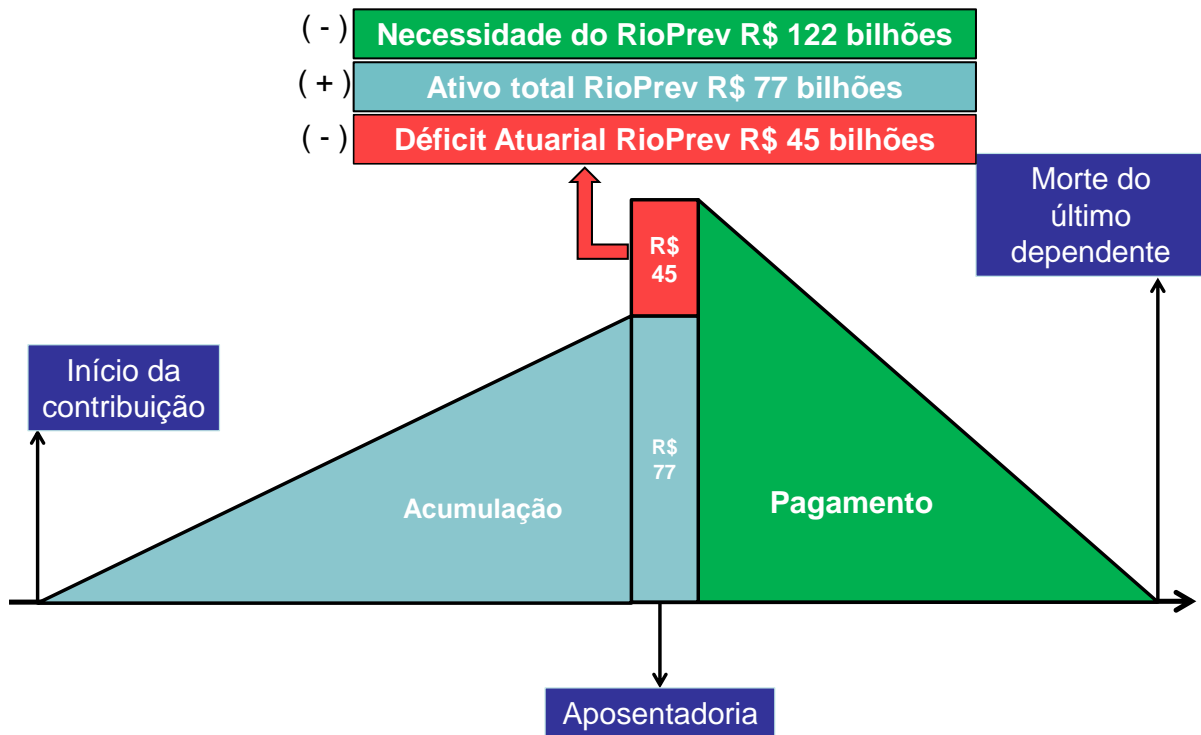 ( - ) Necessidade do RioPrev R$ 122 bilhões
( + ) Ativo total RioPrev R$ 77 bilhões
( - ) Déficit Atuarial RioPrev R$ 45 bilhões
Morte do
último
dependente
R$
45
Início da
contribuição
R$
77
Acumulação
Pagamento
Aposentadoria